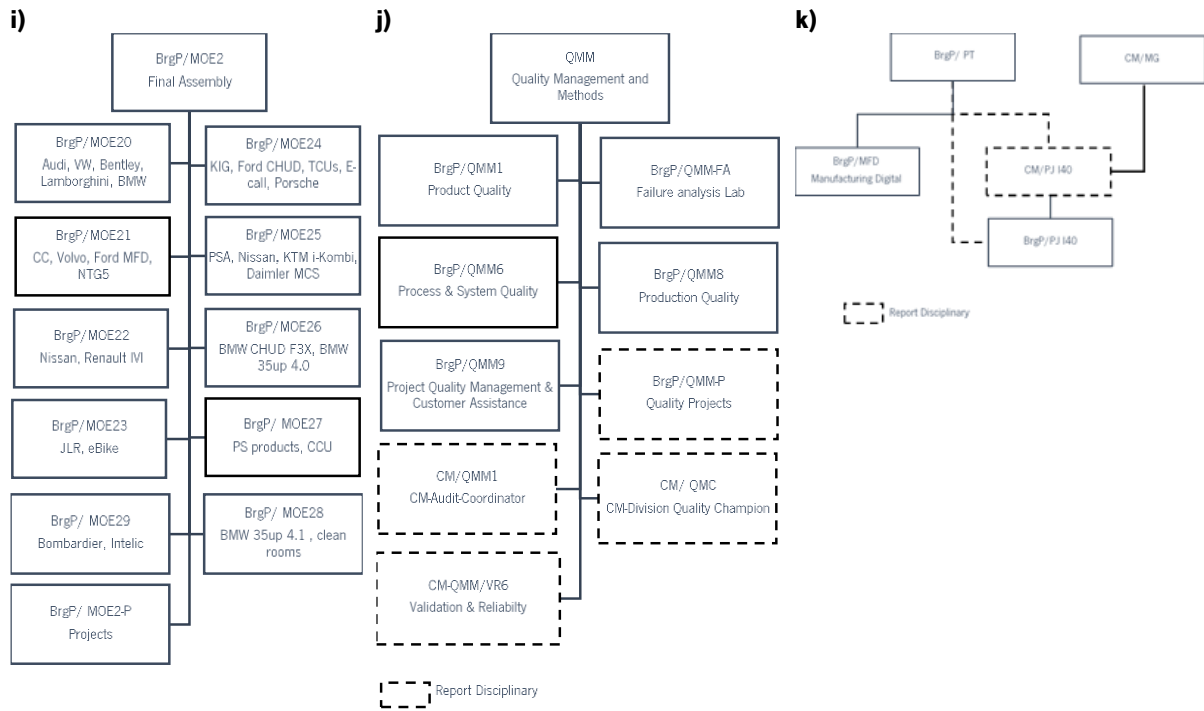 i)
BrgP/MOE2
Final Assembly
BrgP/MOE20
Audi, VW, Bentley,
Lamborghini, BMW
BrgP/MOE24
KIG, Ford CHUD, TCUs, E-
call, Porsche
BrgP/MOE21
CC, Volvo, Ford MFD,
NTG5
BrgP/MOE25
PSA, Nissan, KTM i-Kombi,
Daimler MCS
BrgP/MOE22
Nissan, Renault IVI
BrgP/MOE26
BMW CHUD F3X, BMW
35up 4.0
BrgP/MOE23
JLR, eBike
BrgP/ MOE27
PS products, CCU
BrgP/ MOE29
Bombardier, Intelic
BrgP/ MOE28
BMW 35up 4.1 , clean
rooms
BrgP/ MOE2-P
Projects
j)
QMM
Quality Management and
Methods
BrgP/QMM1
Product Quality
BrgP/QMM-FA
Failure analysis Lab
BrgP/QMM6
Process & System Quality
BrgP/QMM8
Production Quality
BrgP/QMM9
Project Quality Management &
Customer Assistance
BrgP/QMM-P
Quality Projects
CM/QMM1
CM-Audit-Coordinator
CM/ QMC
CM-Division Quality Champion
CM-QMM/VR6
Validation & Reliabilty
Report Disciplinary
k)
BrgP/ PT
CM/MG
BrgP/MFD
Manufacturing Digital
CM/PJ I40
BrgP/PJ I40
Report Disciplinary